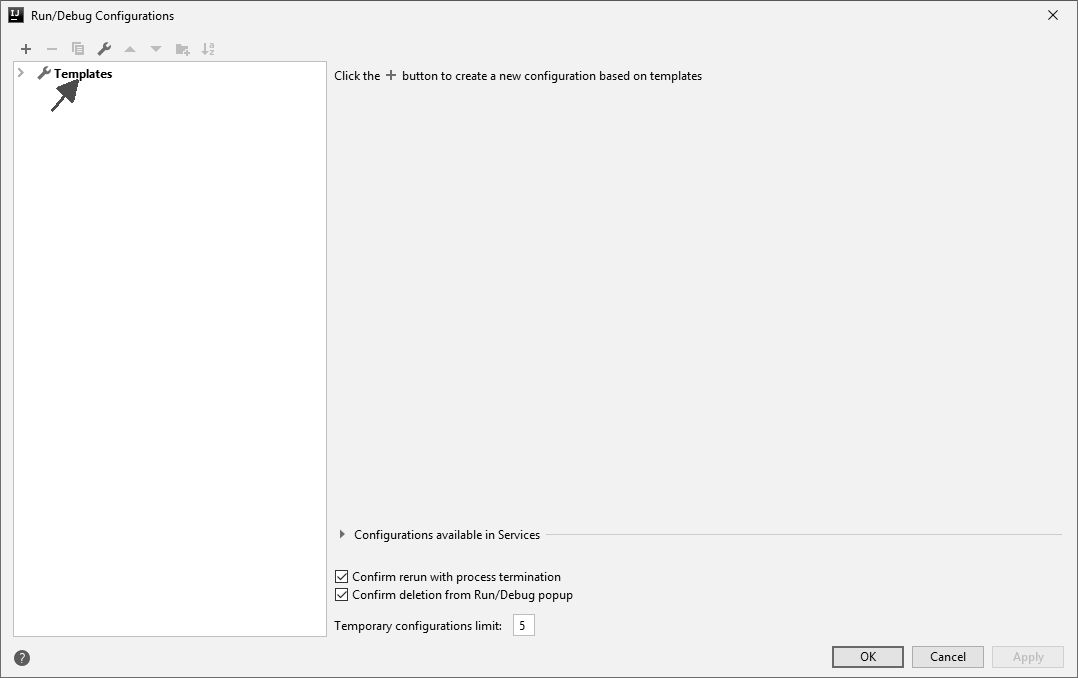 Run/Debug Configurations
Templates
Click the + button to create a new configuration based on templates
Configurations available in Services
Confirm rerun with process termination
Confirm deletion from Run/Debug popup
Temporary configurations limit: 5
?
OK Cancel Apply